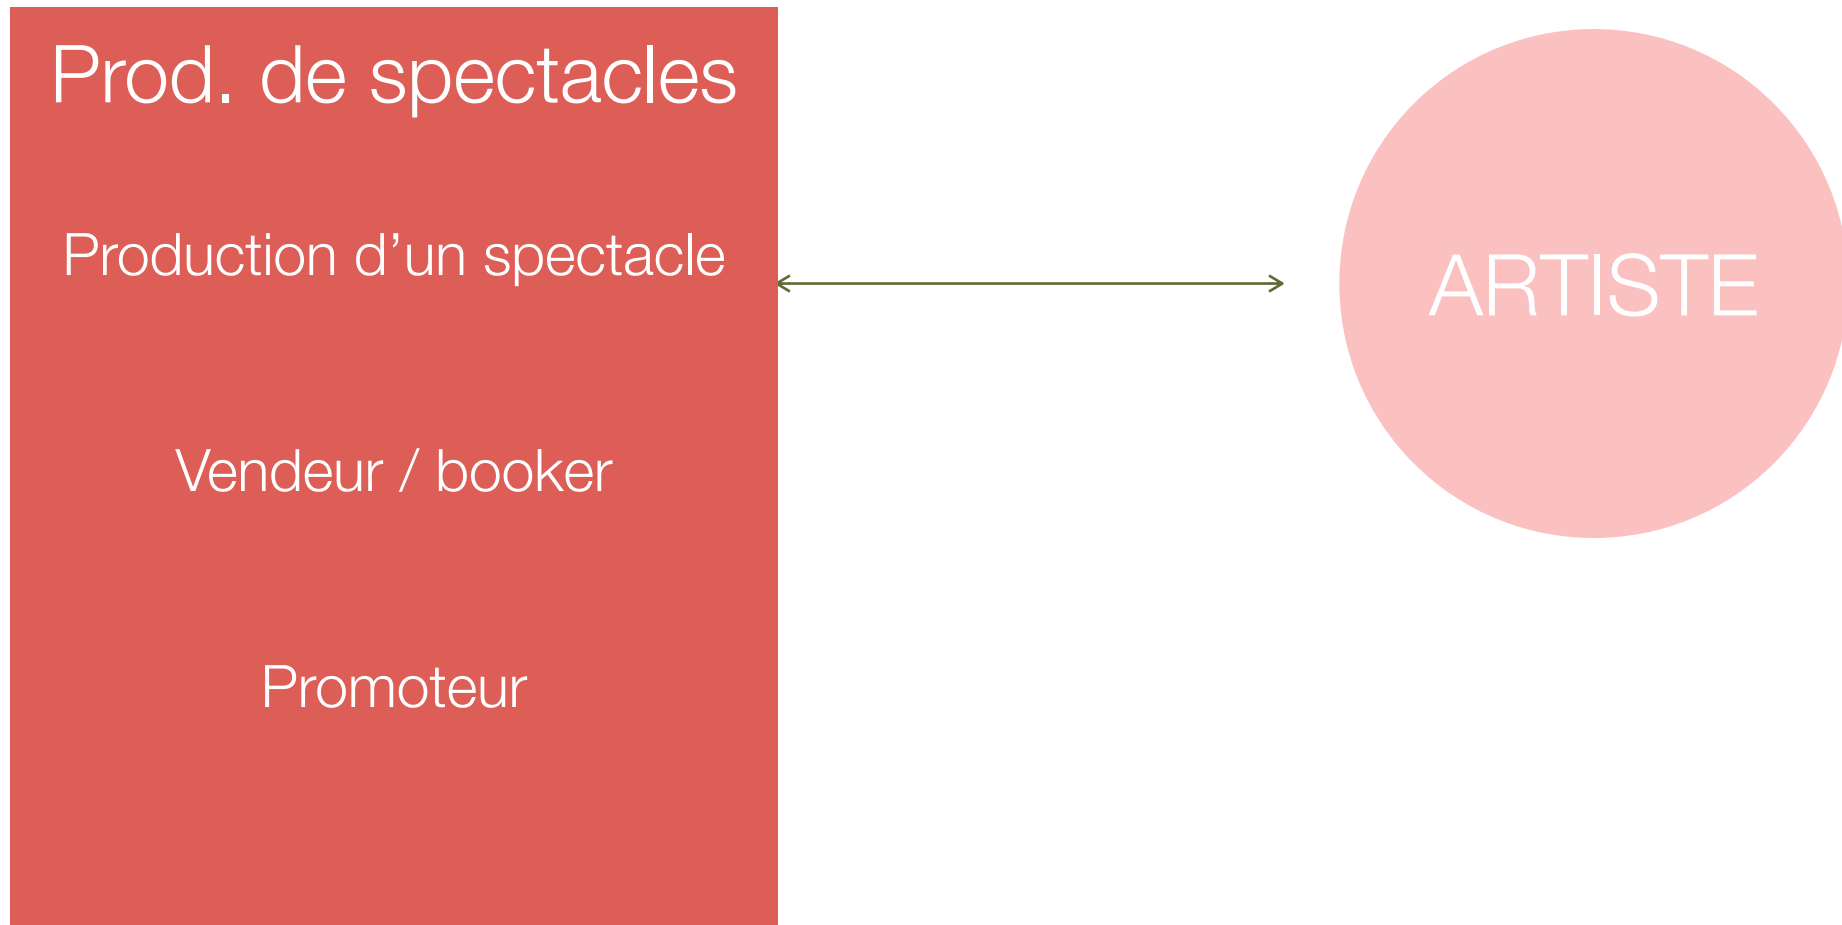 Prod. de spectacles
Production d’un spectacle
ARTISTE
Vendeur / booker
Promoteur